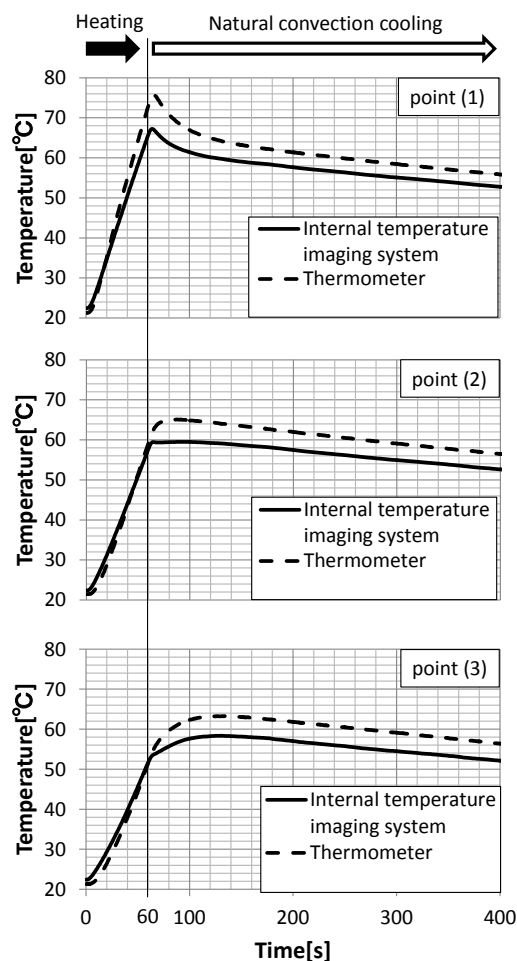 Heating
Natural convection cooling
80
70
60
50
40
30
20
Temperature[℃]
point (1)
Internal temperature
imaging system
Thermometer
80
70
60
50
40
30
20
Temperature[℃]
point (2)
Internal temperature
imaging system
Thermometer
80
70
60
50
40
30
20
Temperature[℃]
point (3)
Internal temperature
imaging system
Thermometer
0 60 100 200 300 400
Time[s]